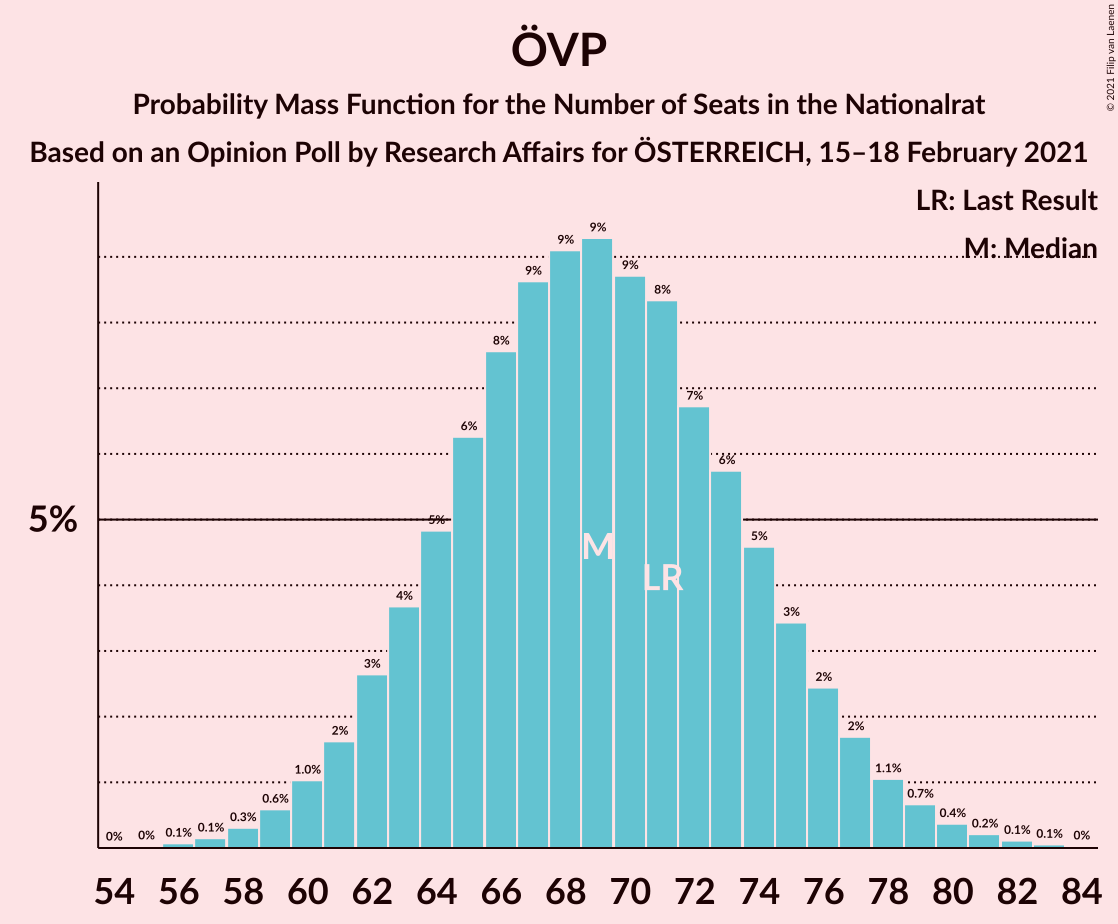 ÖVP
Probability Mass Function for the Number of Seats in the Nationalrat
Based on an Opinion Poll by Research Affairs for ÖSTERREICH, 15–18 February 2021
© 2021 Filip van Laenen
LR: Last Result
M: Median
5%
0% 0% 0.1% 0.1% 0.3% 0.6% 1.0% 2% 3% 4% 5% 6% 8% 9% 9% 9% 9% 8% 7% 6% 5% 3% 2% 2% 1.1% 0.7% 0.4% 0.2% 0.1% 0.1% 0%
M
LR
54 56 58 60 62 64 66 68 70 72 74 76 78 80 82 84